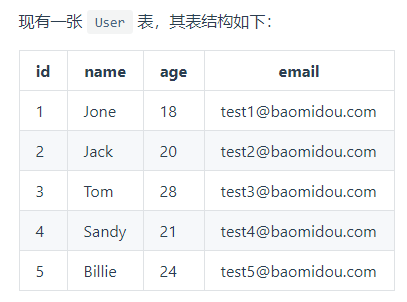 现有一张 User 表，其表结构如下：
id name age email
1 Jone 18 test1@baomidou.com
2 Jack 20 test2@baomidou.com
3 Tom 28 test3@baomidou.com
4 Sandy 21 test4@baomidou.com
5 Billie 24 test5@baomidou.com